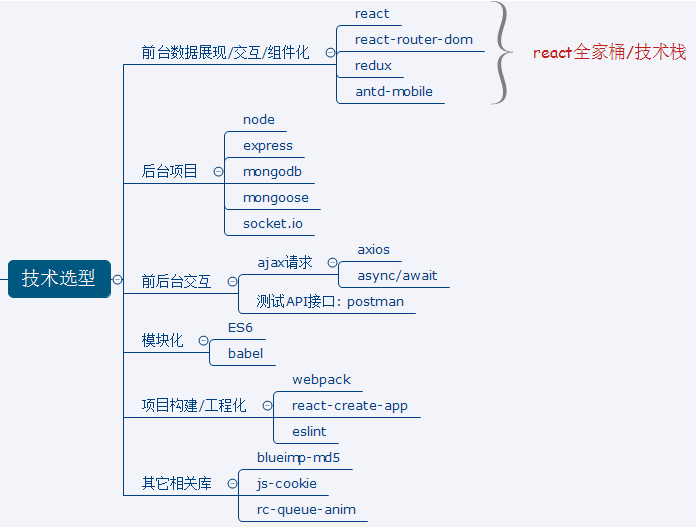 技术选型
前台数据展现/交互/组件化
react
react-router-dom
redux
antd-mobile
react全家桶/技术栈
后台项目
node
express
mongodb
mongoose
socket.io
前后台交互
ajax请求
axios
async/await
测试API接口: postman
模块化
ES6
babel
项目构建/工程化
webpack
react-create-app
eslint
其它相关库
blueimp-md5
js-cookie
rc-queue-anim